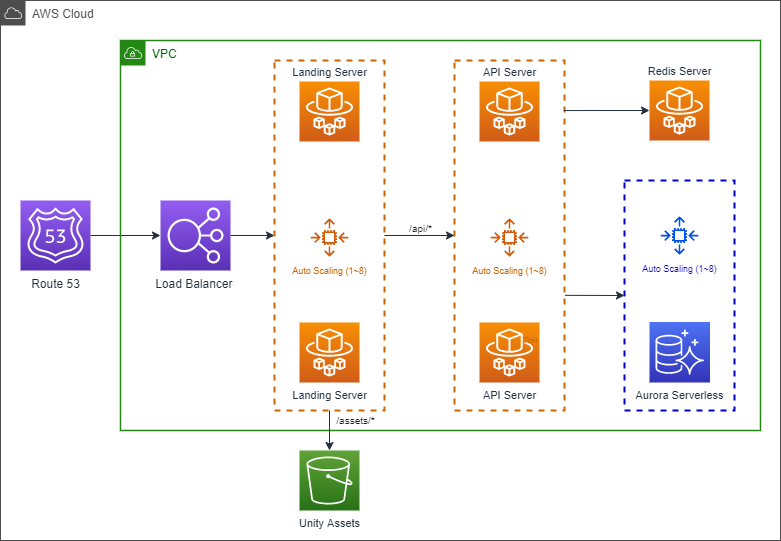 AWS Cloud
VPC
Landing Server
API Server
Redis Server
53
/api/*
Auto Scaling (1~8)
Auto Scaling (1~8)
Auto Scaling (1~8)
Route 53
Load Balancer
Landing Server
API Server
Aurora Serverless
/assets/*
Unity Assets